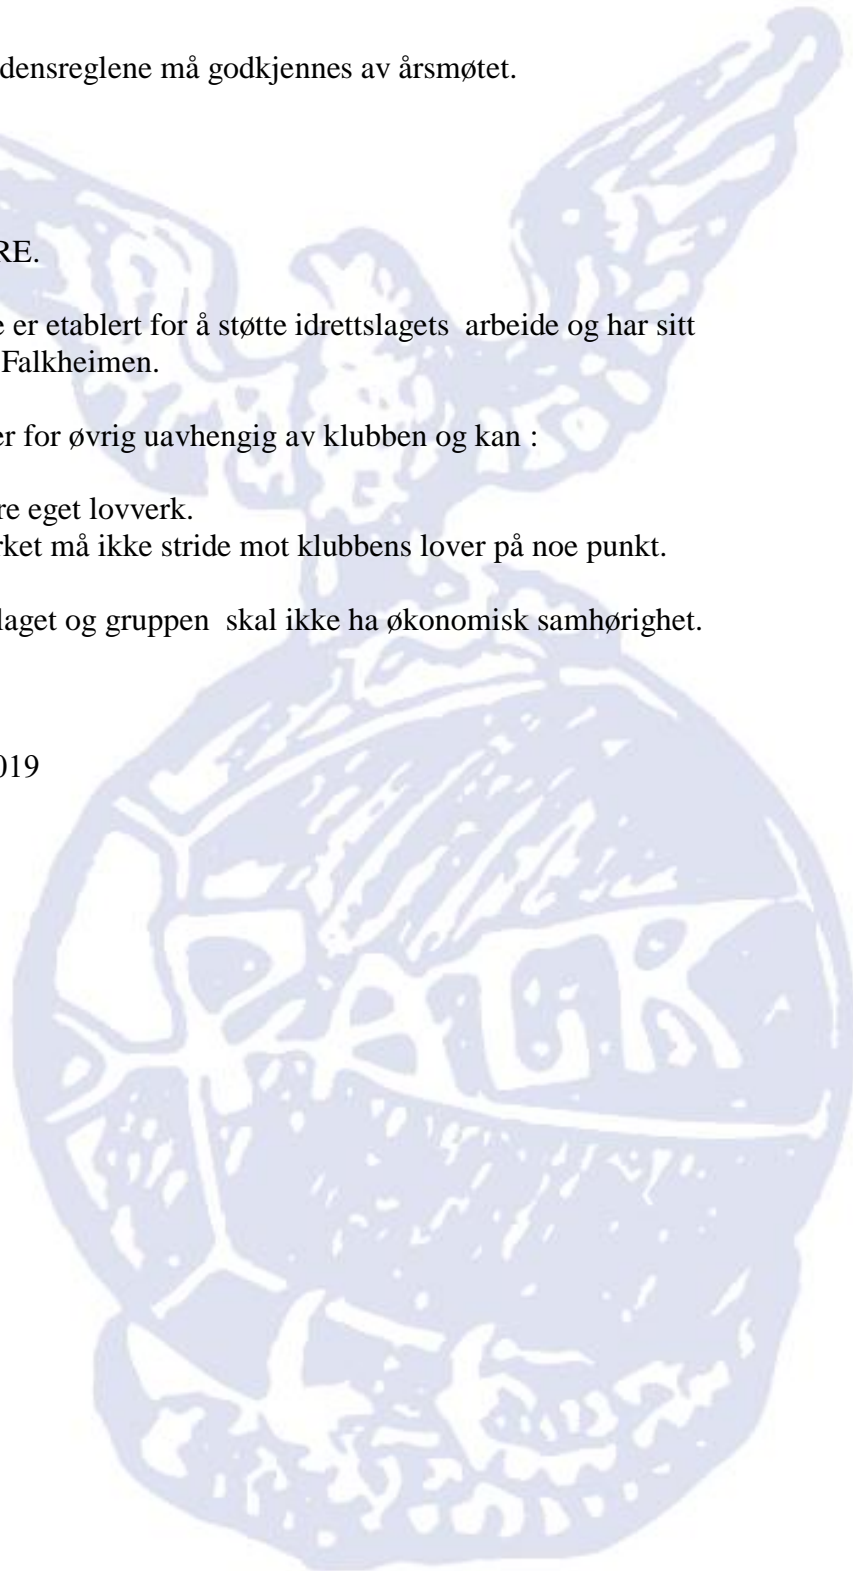 densreglene må godkjennes av årsmøtet.
RE.
e er etablert for å støtte idrettslagets  arbeide og har sitt
Falkheimen.
er for øvrig uavhengig av klubben og kan :
re eget lovverk.
rket må ikke stride mot klubbens lover på noe punkt.
laget og gruppen  skal ikke ha økonomisk samhørighet.
019
FALK